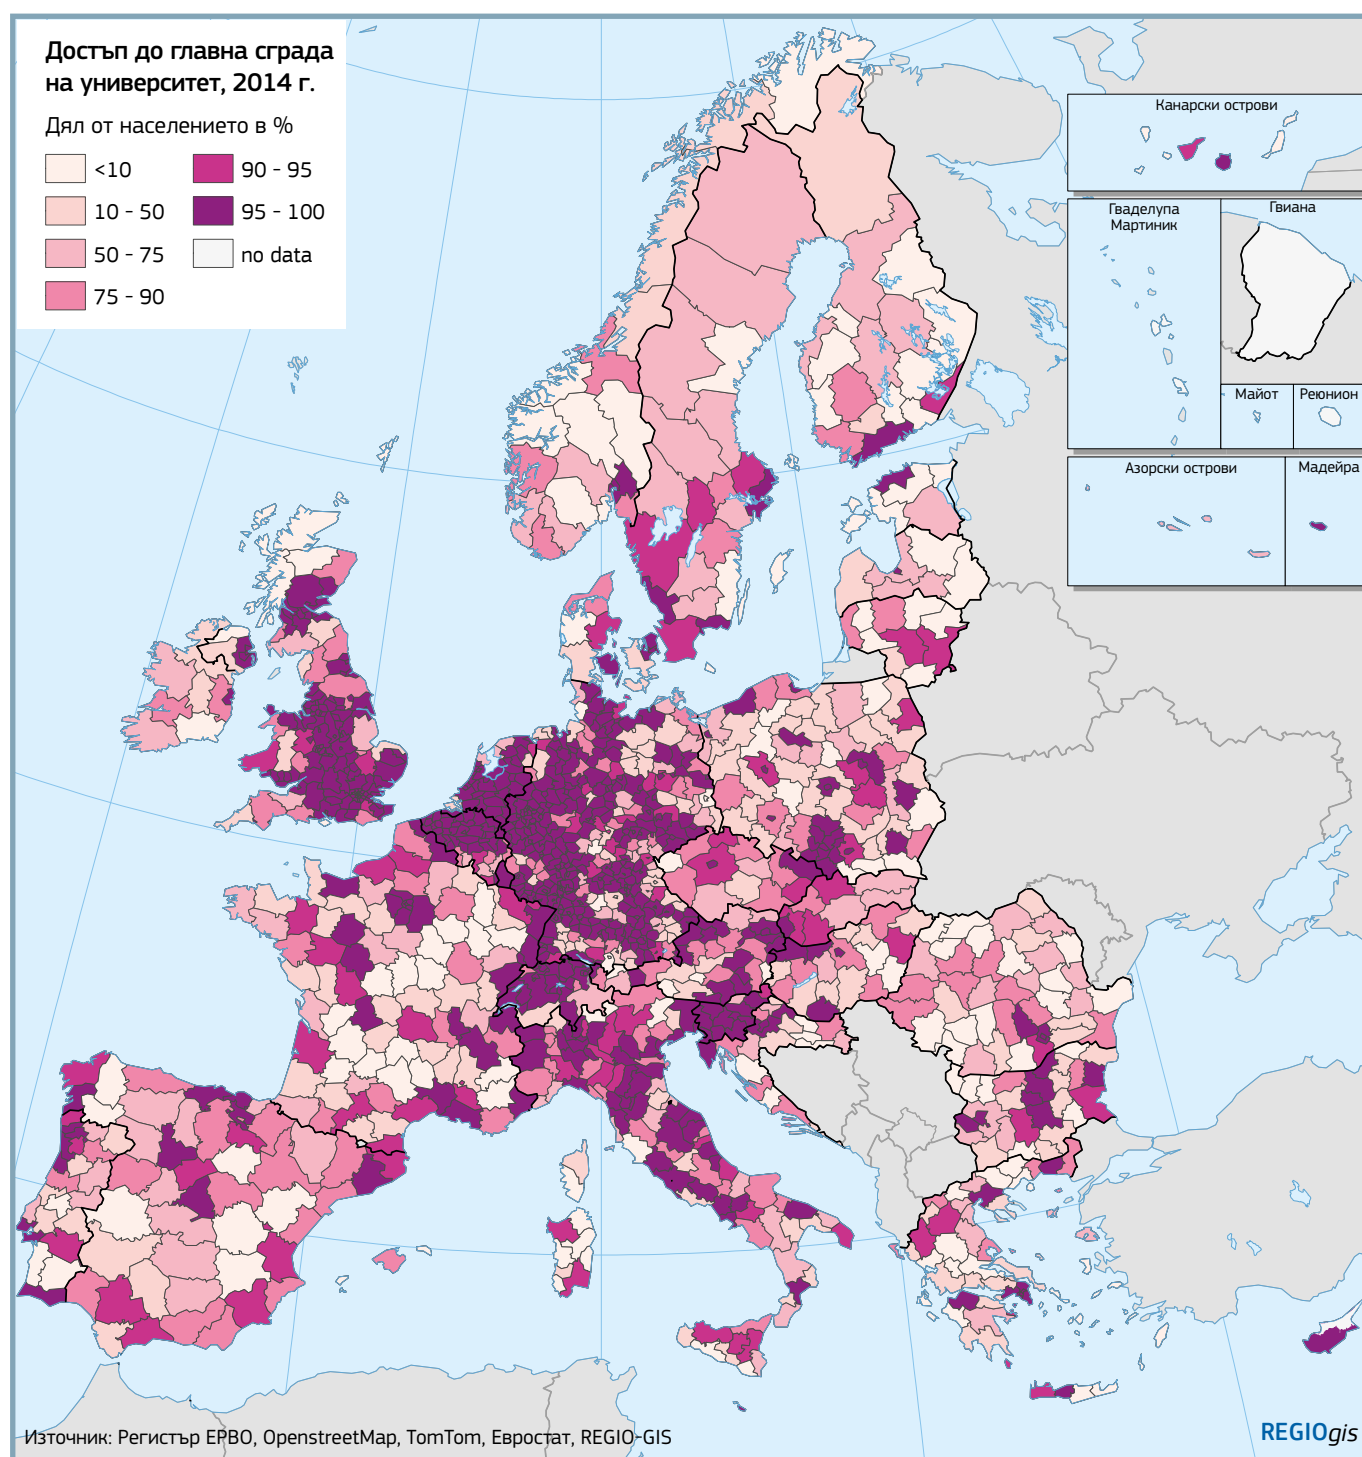 Достъп до главна сграда
на университет, 2014 г.
Дял от населението в %
<10
10 - 50
50 - 75
75 - 90
90 - 95
95 - 100
no data
Канарски острови
Гваделупа
Мартиник
Гвиана
Майот
Реюнион
Азорски острови
Мадейра
Източник: Регистър ЕРВО, OpenstreetMap, TomTom, Евростат, REGIO-GIS
REGIOgis